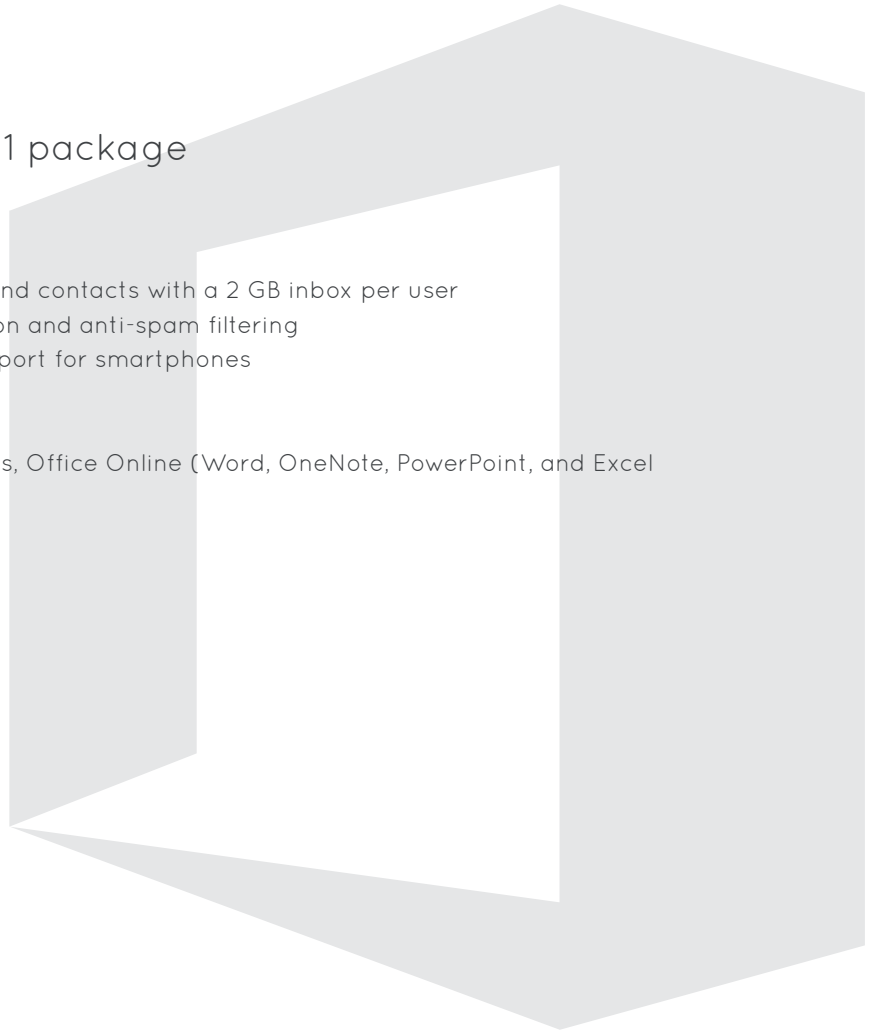 1 package
nd contacts with a 2 GB inbox per user
on and anti-spam filtering
port for smartphones
s, Office Online (Word, OneNote, PowerPoint, and Excel